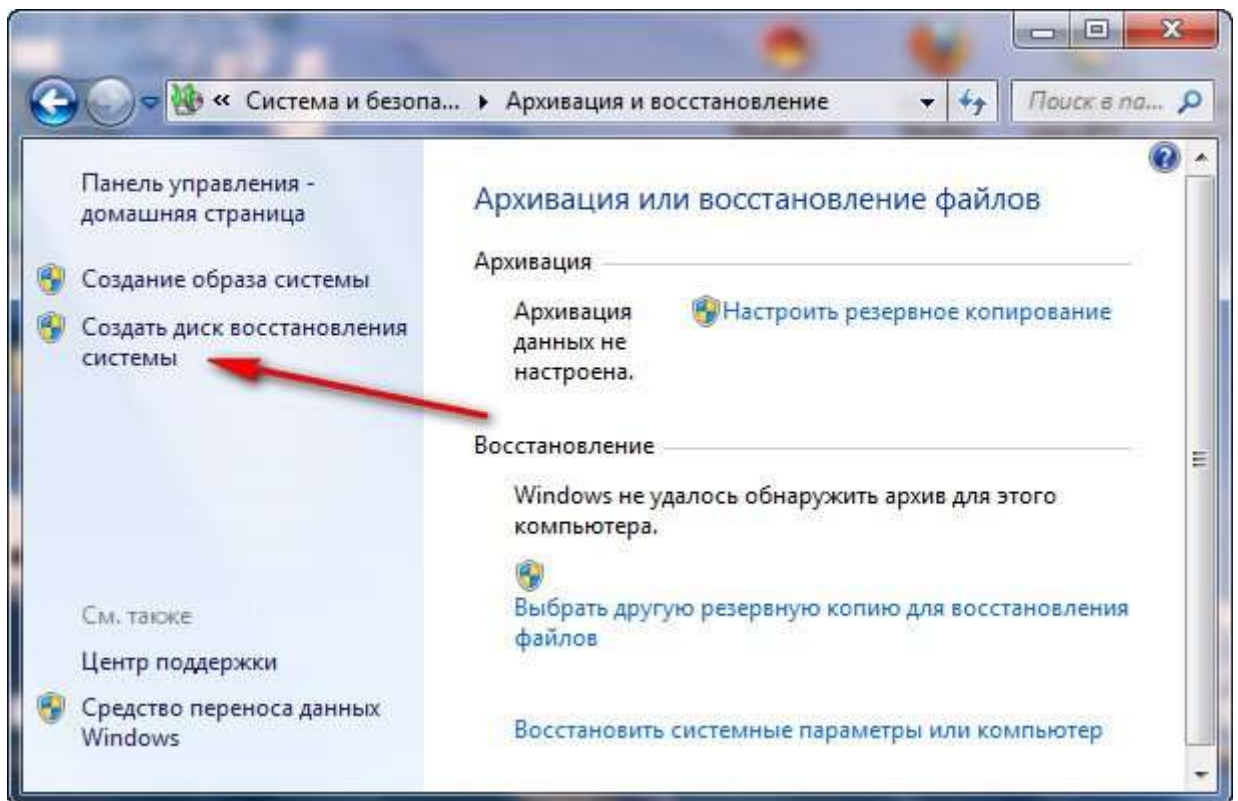 « Система и безопа... ▸ Архивация и восстановление
Поиск в па...
Панель управления -
домашняя страница
Создание образа системы
Создать диск восстановления
системы
См. также
Центр поддержки
Средство переноса данных
Windows
Архивация или восстановление файлов
Архивация
Архивация
данных не
настроена.
Настроить резервное копирование
Восстановление
Windows не удалось обнаружить архив для этого
компьютера.
Выбрать другую резервную копию для восстановления
файлов
Восстановить системные параметры или компьютер